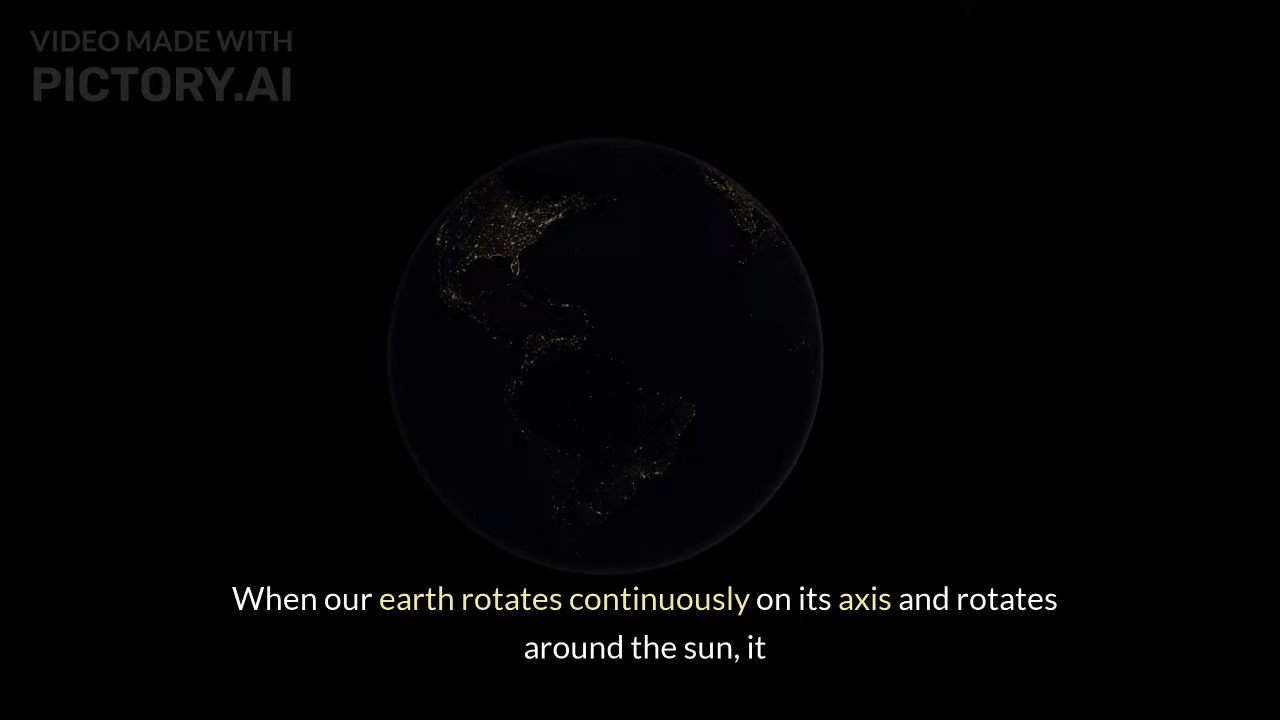 VIDEO MADE WITH
PICTORY.AI
When our earth rotates continuously on its axis and rotates
around the sun, it